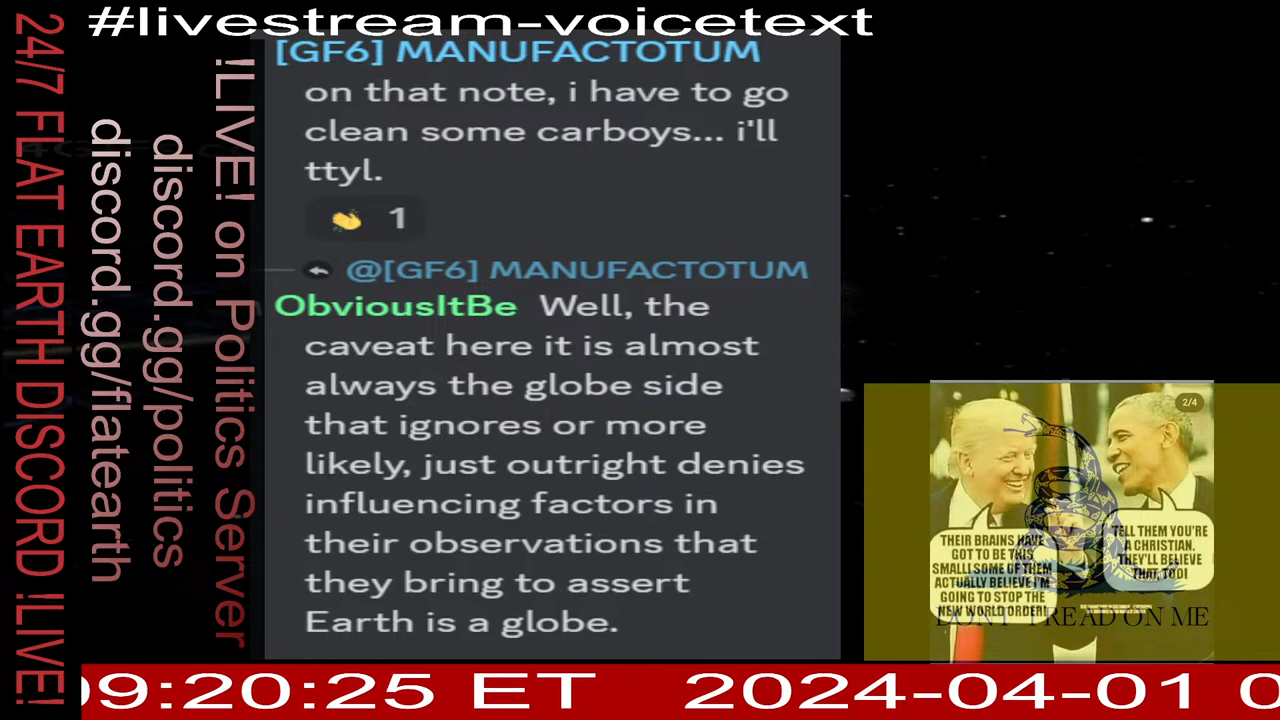 #livestream-voicetext
24/7 FLAT EARTH DISCORD !LIVE!
discord.gg/flatearth
discord.gg/politics
!LIVE! on Politics Server
[GF6] MANUFACTOTUM
on that note, i have to go
clean some carboys... i'll
ttyl.
1
@[GF6] MANUFACTOTUM
ObviousItBe Well, the
caveat here it is almost
always the globe side
that ignores or more
likely, just outright denies
influencing factors in
their observations that
they bring to assert
Earth is a globe.
2/4
THEIR BRAINS HAVE
GOT TO BE THIS
SMALL! SOME OF THEM
ACTUALLY BELIEVE I'M
GOING TO STOP THE
NEW WORLD ORDER!
TELL THEM YOU'RE
A CHRISTIAN.
THEY'LL BELIEVE
THAT, TOO!
DONT TREAD ON ME
09:20:25 ET 2024-04-01 0